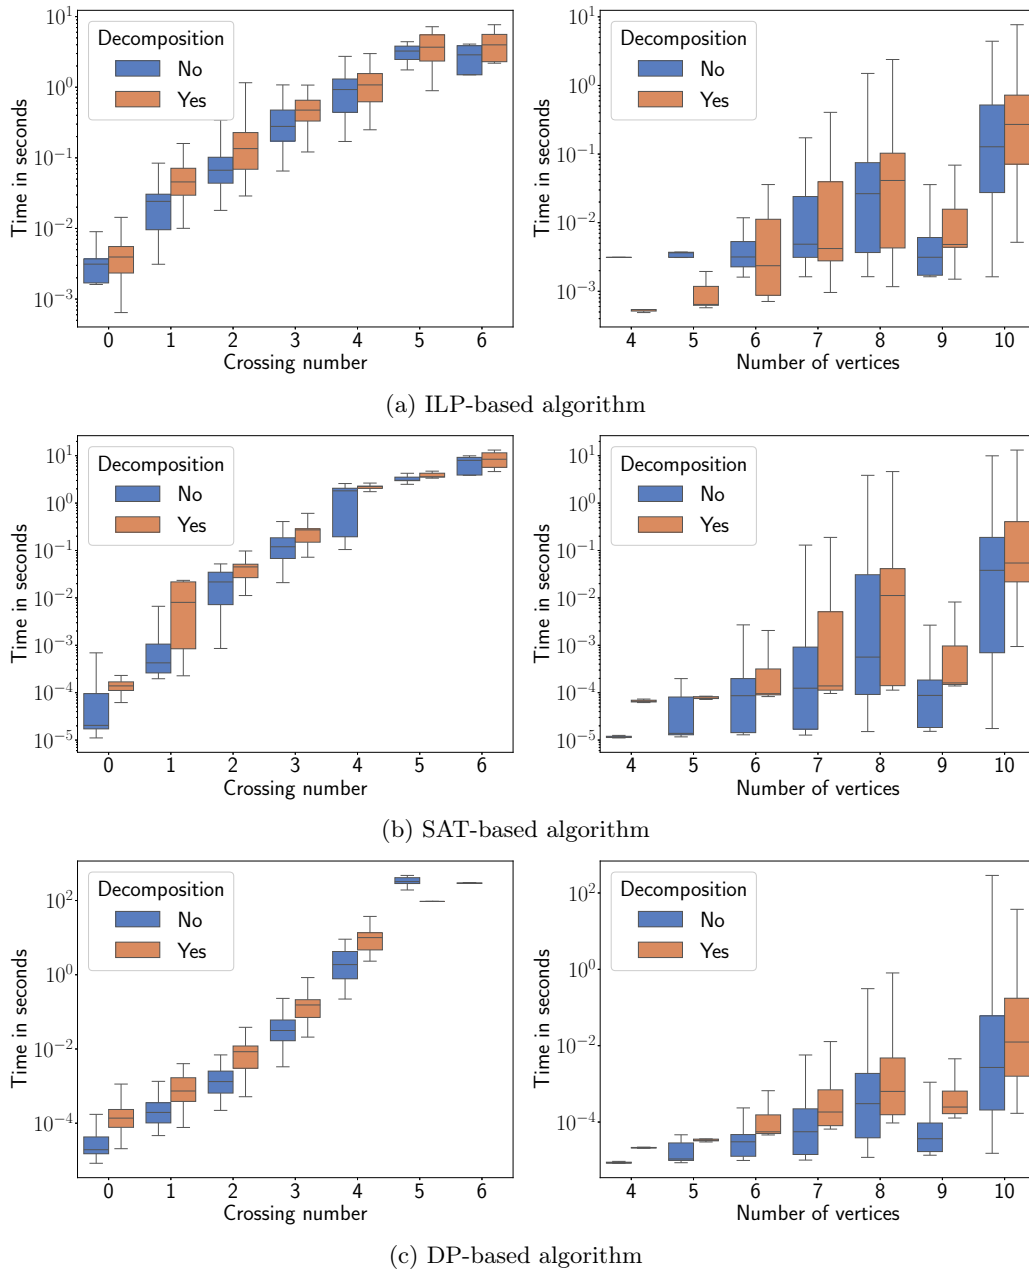 Decomposition
No
Yes
10^1
10^0
10^{-1}
10^{-2}
10^{-3}
Time in seconds
0 1 2 3 4 5 6
Crossing number
Decomposition
No
Yes
10^1
10^0
10^{-1}
10^{-2}
10^{-3}
Time in seconds
4 5 6 7 8 9 10
Number of vertices
(a) ILP-based algorithm
Decomposition
No
Yes
10^1
10^0
10^{-1}
10^{-2}
10^{-3}
10^{-4}
10^{-5}
Time in seconds
0 1 2 3 4 5 6
Crossing number
Decomposition
No
Yes
10^1
10^0
10^{-1}
10^{-2}
10^{-3}
10^{-4}
10^{-5}
Time in seconds
4 5 6 7 8 9 10
Number of vertices
(b) SAT-based algorithm
Decomposition
No
Yes
10^2
10^0
10^{-2}
10^{-4}
Time in seconds
0 1 2 3 4 5 6
Crossing number
Decomposition
No
Yes
10^2
10^0
10^{-2}
10^{-4}
Time in seconds
4 5 6 7 8 9 10
Number of vertices
(c) DP-based algorithm